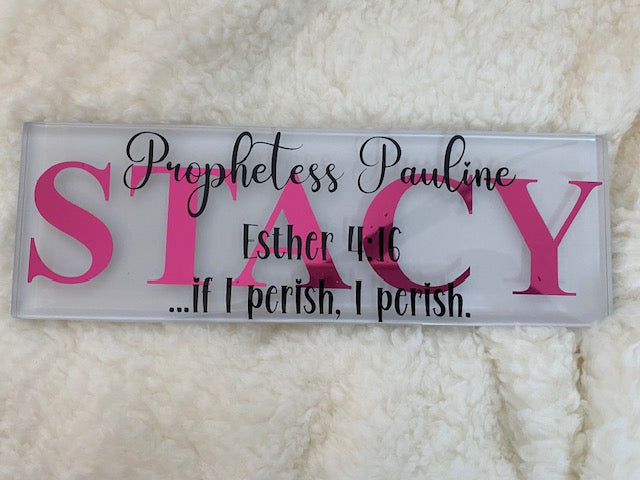 Prophetess Pauline
STACY
Esther 4:16
...if I perish, I perish.